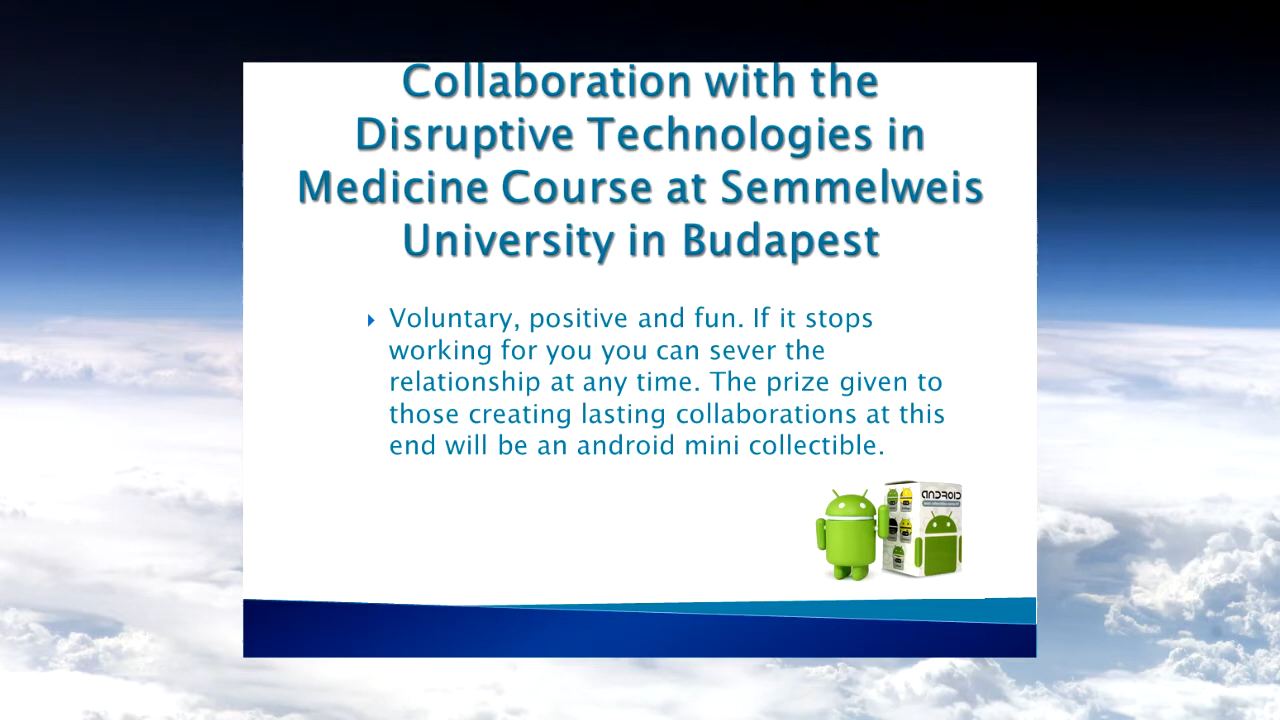 Collaboration with the
Disruptive Technologies in
Medicine Course at Semmelweis
University in Budapest
Voluntary, positive and fun. If it stops
working for you you can sever the
relationship at any time. The prize given to
those creating lasting collaborations at this
end will be an android mini collectible.
ANDROID